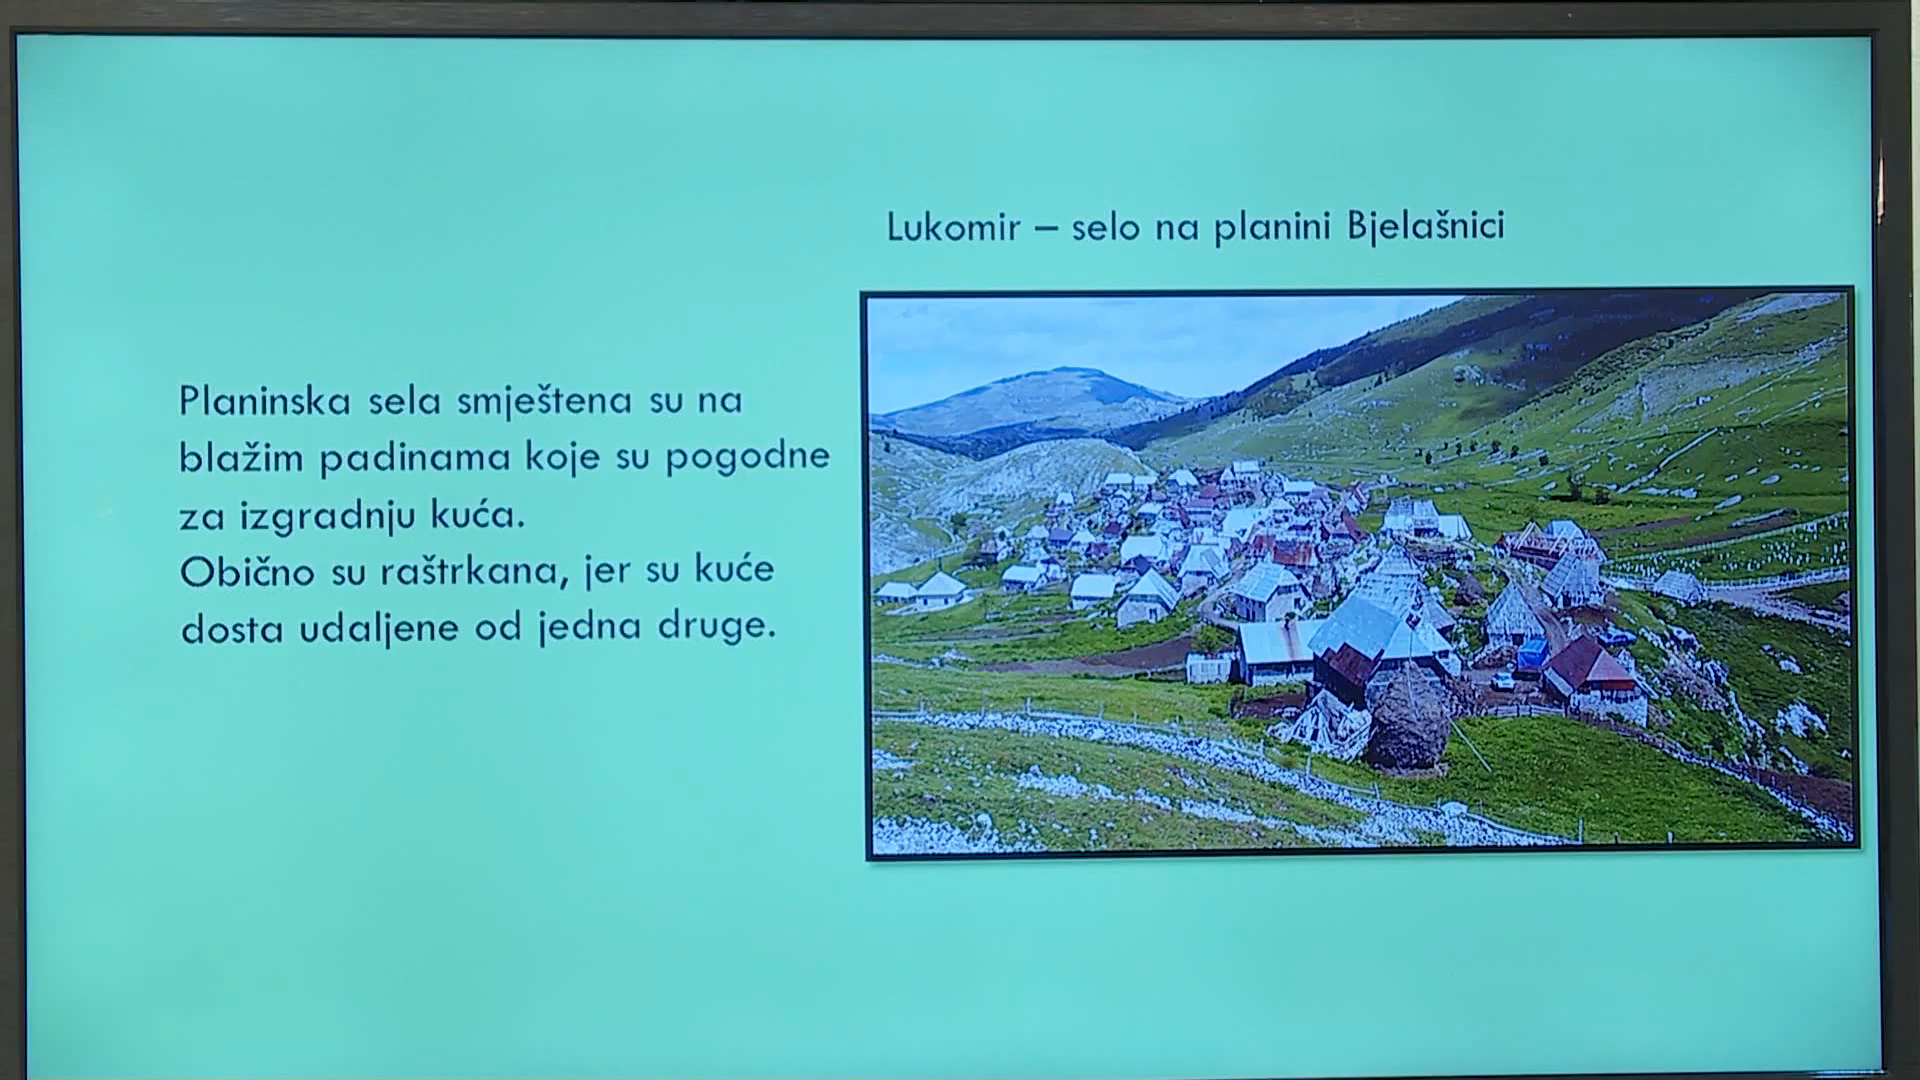 Lukomir – selo na planini Bjelašnici
Planinska sela smještena su na
blažim padinama koje su pogodne
za izgradnju kuća.
Obično su raštrkana, jer su kuće
dosta udaljene od jedna druge.